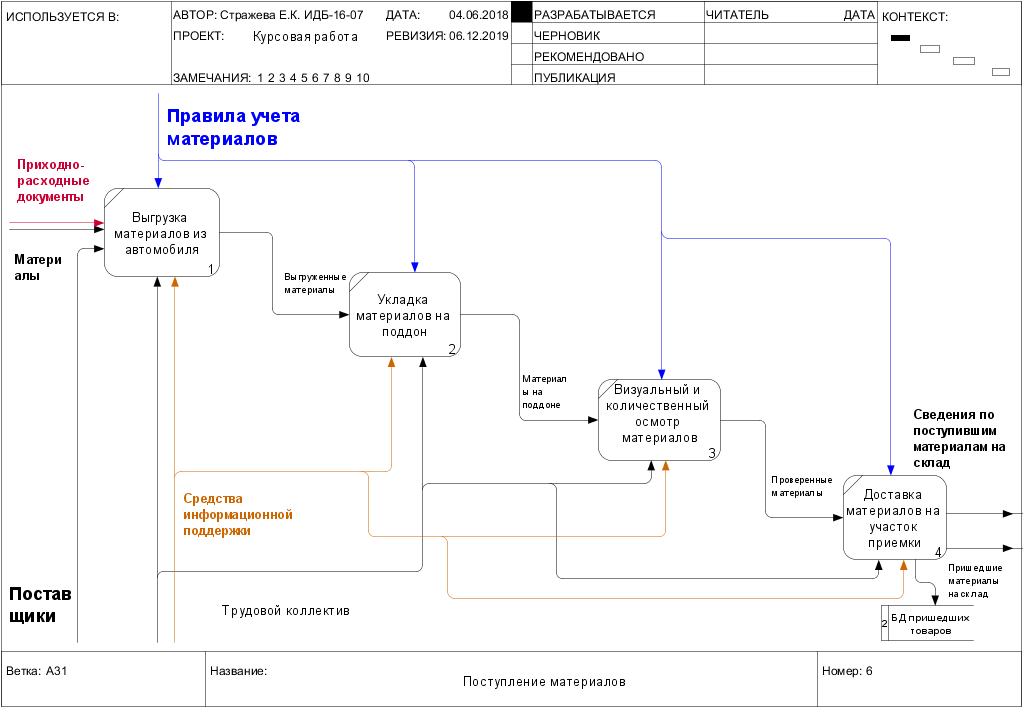 ИСПОЛЬЗУЕТСЯ В:
АВТОР: Стражева Е.К. ИДБ-16-07
ДАТА: 04.06.2018
РАЗРАБАТЫВАЕТСЯ
ЧИТАТЕЛЬ
ДАТА
КОНТЕКСТ:
ПРОЕКТ: Курсовая работа
РЕВИЗИЯ: 06.12.2019
ЧЕРНОВИК
РЕКОМЕНДОВАНО
ЗАМЕЧАНИЯ: 1 2 3 4 5 6 7 8 9 10
ПУБЛИКАЦИЯ
Правила учета
материалов
Приходно-
расходные
документы
Матери
алы
Выгрузка
материалов из
автомобиля
1
Выгруженные
материалы
Укладка
материалов на
поддон
2
Материал
ы на
поддоне
Визуальный и
количественный
осмотр
материалов
3
Проверенные
материалы
Сведения по
поступившим
материалам на
склад
Доставка
материалов на
участок
приемки
4
Средства
информационной
поддержки
Пришедшие
материалы
на склад
Постав
щики
Трудовой коллектив
2
БД пришедших
товаров
Ветка: A31
Название:
Поступление материалов
Номер: 6